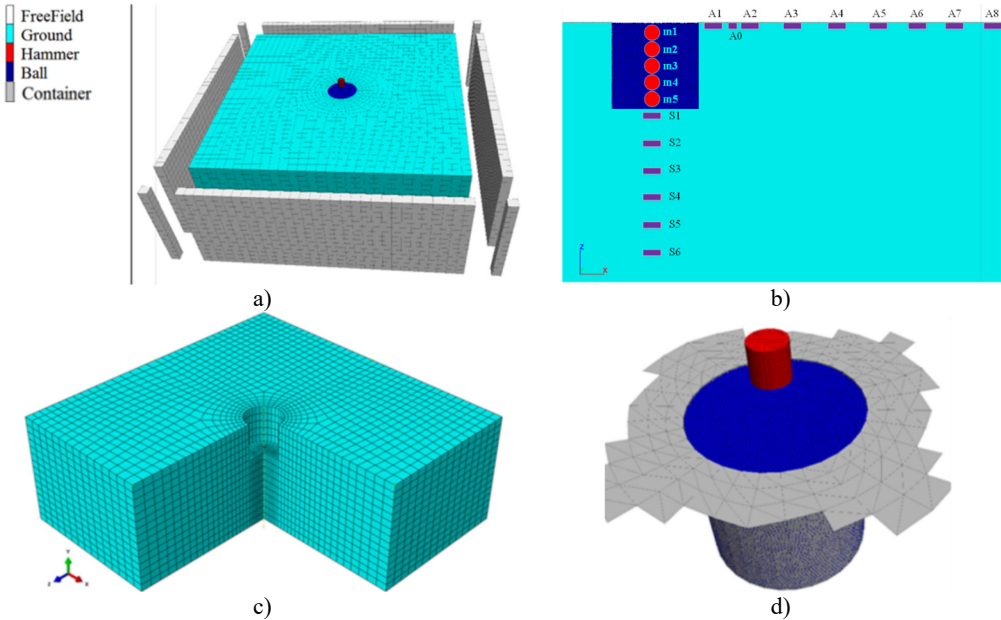 FreeField
Ground
Hammer
Ball
Container
A1 A2 A3 A4 A5 A6 A7 A8
A0
m1
m2
m3
m4
m5
S1
S2
S3
S4
S5
S6
z
x
a)
b)
Y
Z X
c)
d)